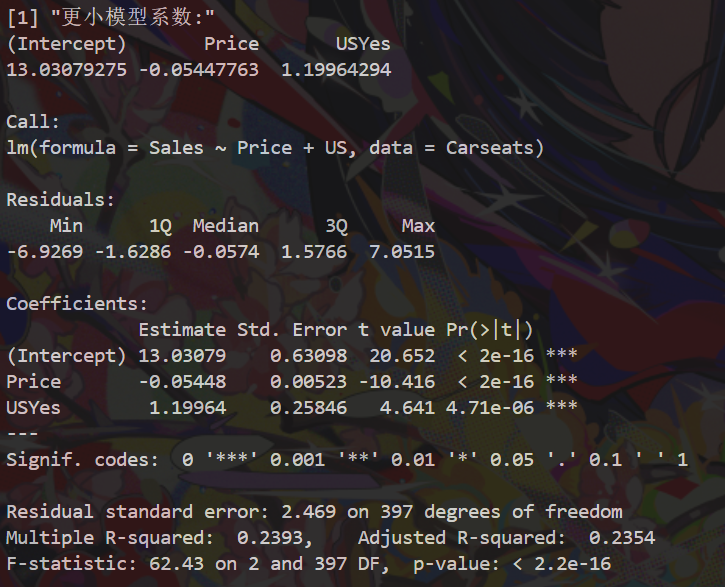 [1] "更小模型系数:"
(Intercept)       Price       USYes
13.03079275 -0.05447763  1.19964294

Call:
lm(formula = Sales ~ Price + US, data = Carseats)

Residuals:
    Min      1Q  Median      3Q     Max
-6.9269 -1.6286 -0.0574  1.5766  7.0515

Coefficients:
            Estimate Std. Error t value Pr(>|t|)
(Intercept) 13.03079    0.63098  20.652  < 2e-16 ***
Price       -0.05448    0.00523 -10.416  < 2e-16 ***
USYes        1.19964    0.25846   4.641 4.71e-06 ***
---
Signif. codes:  0 '***' 0.001 '**' 0.01 '*' 0.05 '.' 0.1 ' ' 1

Residual standard error: 2.469 on 397 degrees of freedom
Multiple R-squared:  0.2393,    Adjusted R-squared:  0.2354
F-statistic: 62.43 on 2 and 397 DF,  p-value: < 2.2e-16